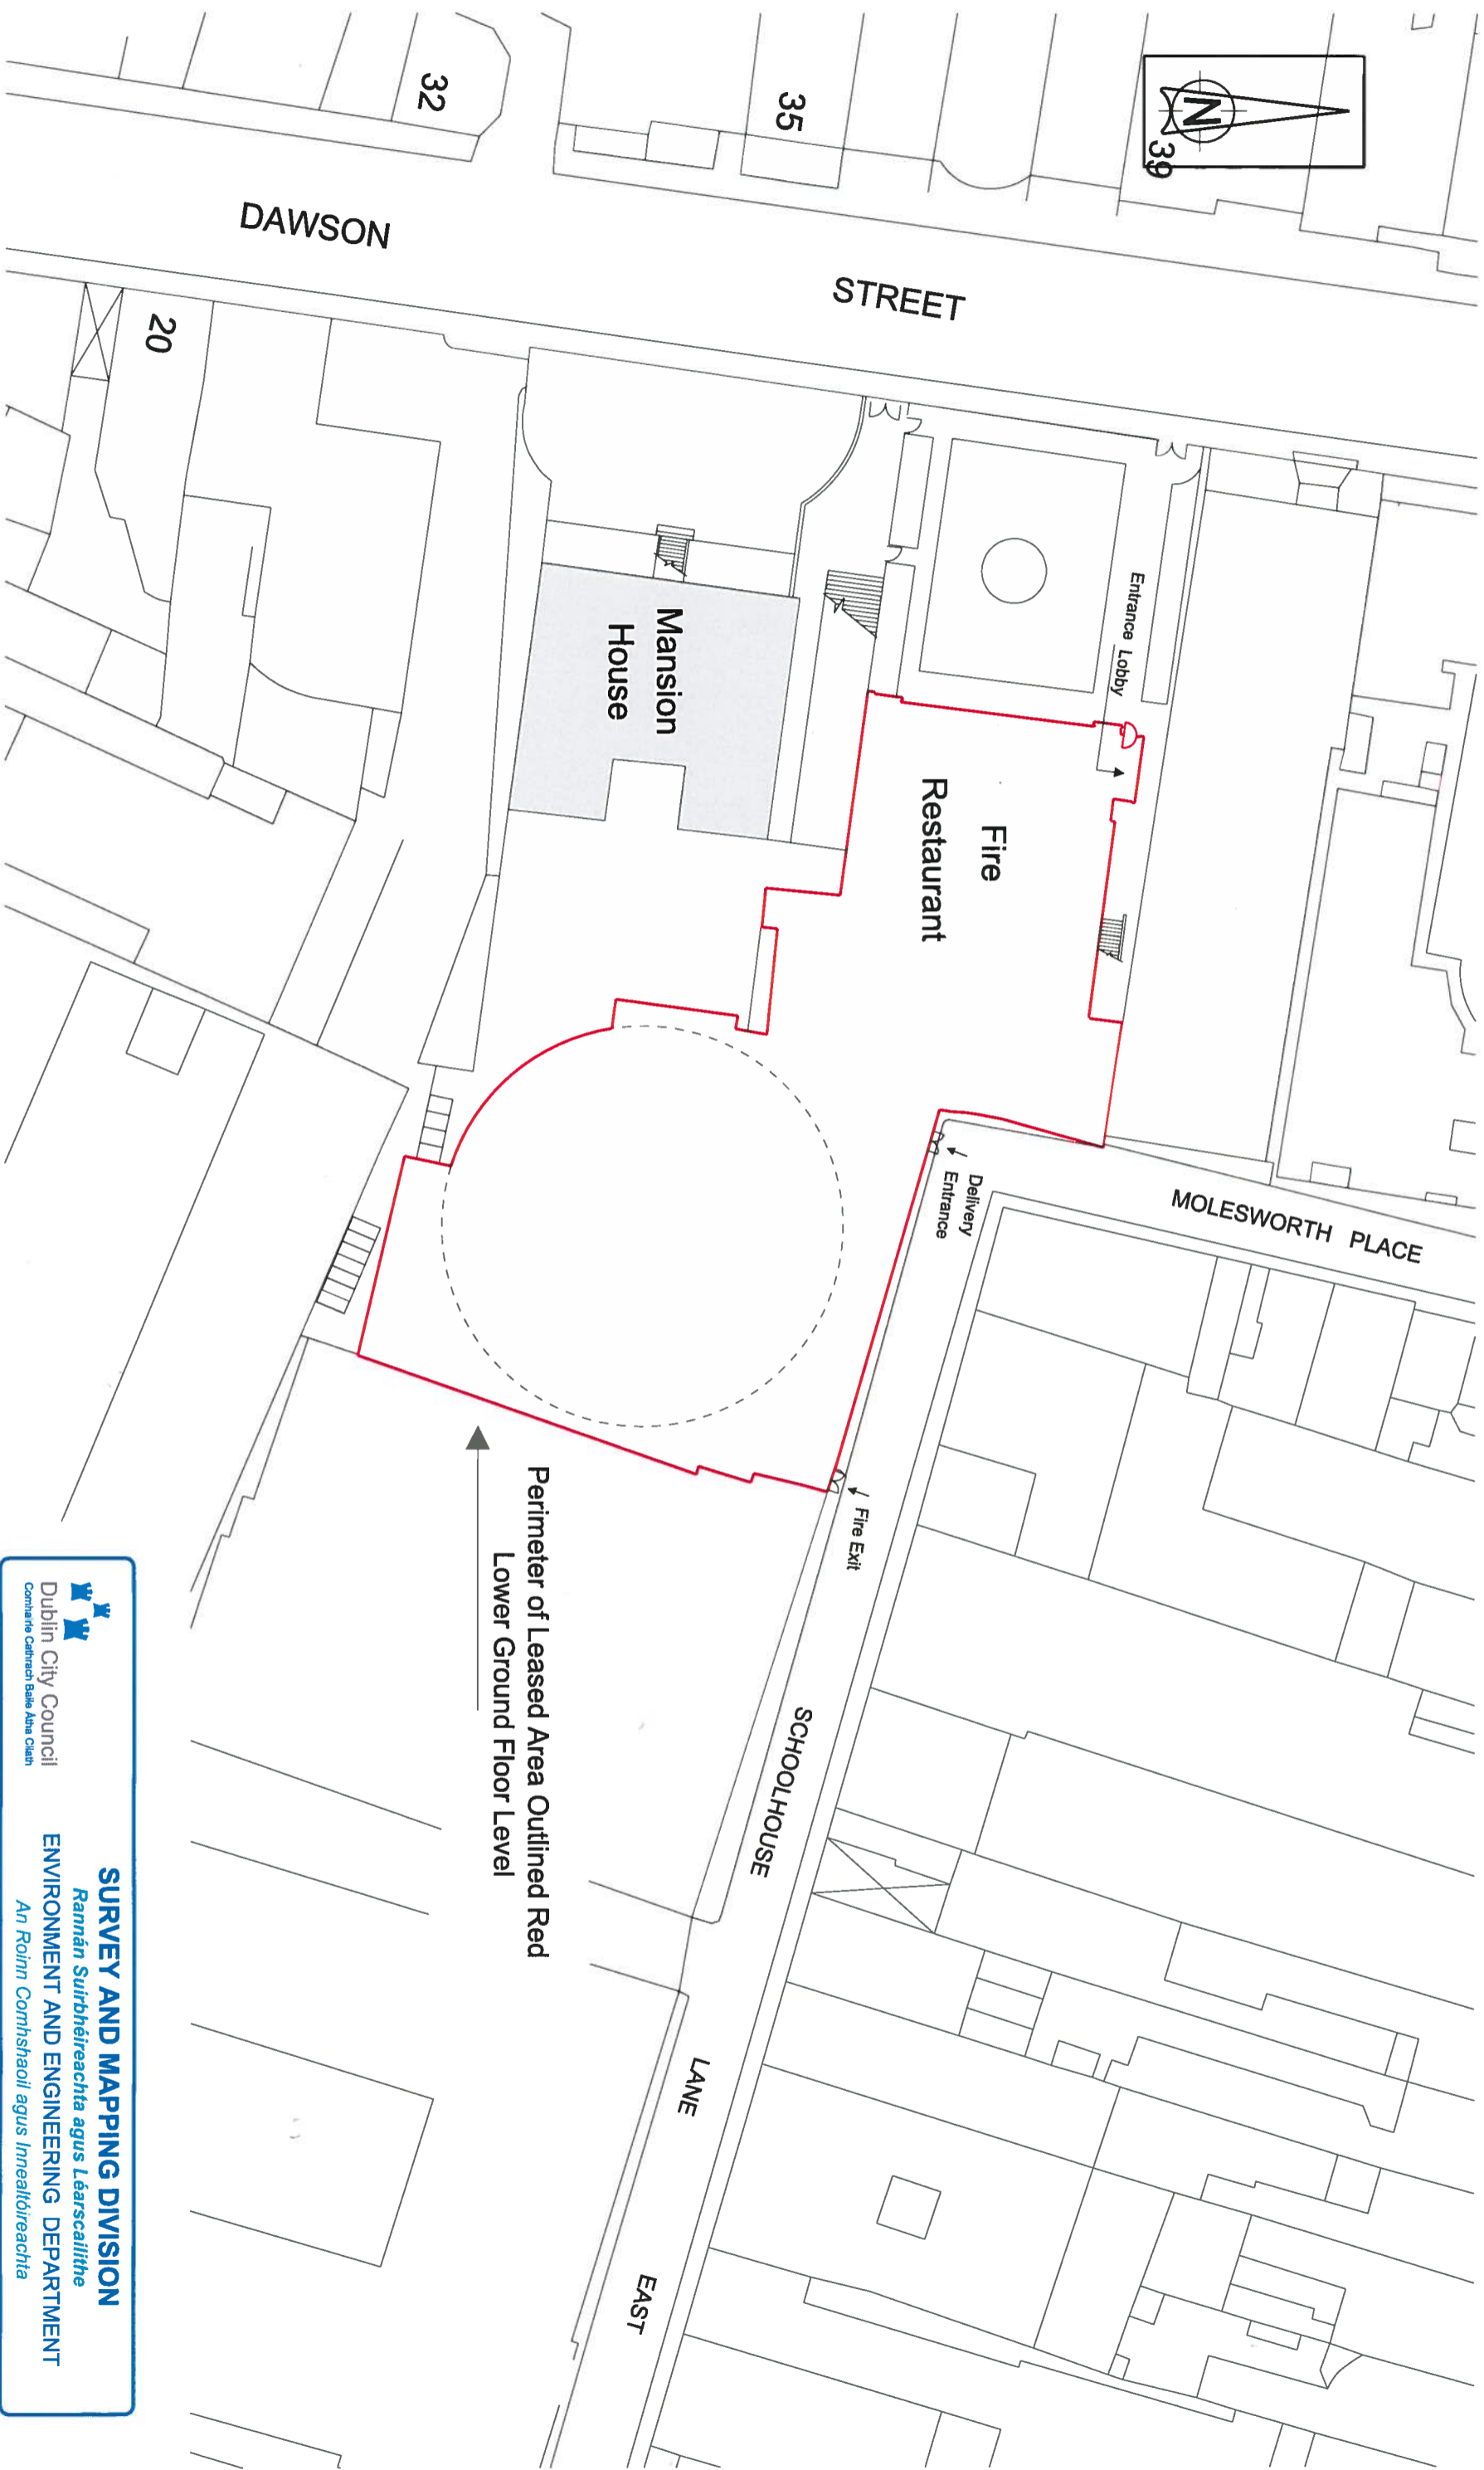 N
39
35
32
20
DAWSON
STREET
Entrance Lobby
Mansion
House
Fire
Restaurant
MOLESWORTH PLACE
Delivery
Entrance
Fire Exit
SCHOOLHOUSE
LANE
EAST
Perimeter of Leased Area Outlined Red
Lower Ground Floor Level
Dublin City Council
Comhairle Cathrach Baile Átha Cliath
SURVEY AND MAPPING DIVISION
Rannán Suirbhéireachta agus Léarscailithe
ENVIRONMENT AND ENGINEERING DEPARTMENT
An Roinn Comhshaoil agus Innealtóireachta